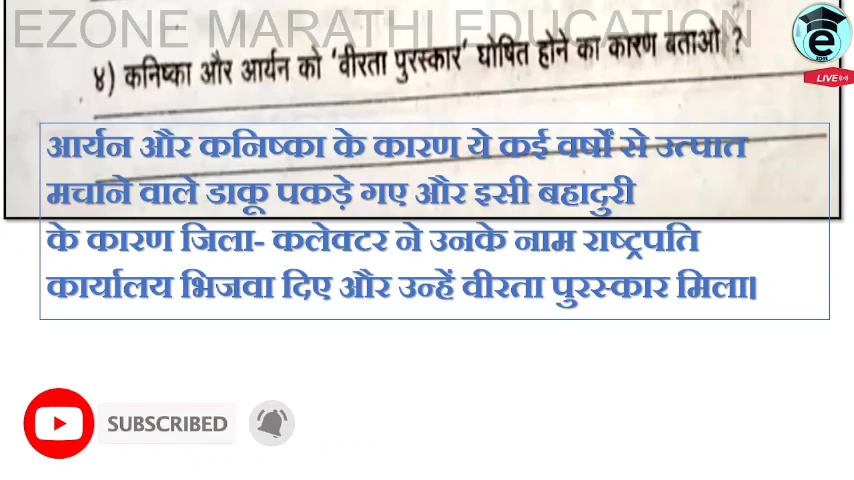 EZONE MARATHI EDUCATION
४) कनिष्का और आर्यन को 'वीरता पुरस्कार' घोषित होने का कारण बताओ ?
e
EZONE
LIVE
आर्यन और कनिष्का के कारण ये कई वर्षों से उत्पात
मचाने वाले डाकू पकड़े गए और इसी बहादुरी
के कारण जिला- कलेक्टर ने उनके नाम राष्ट्रपति
कार्यालय भिजवा दिए और उन्हें वीरता पुरस्कार मिला।
SUBSCRIBED